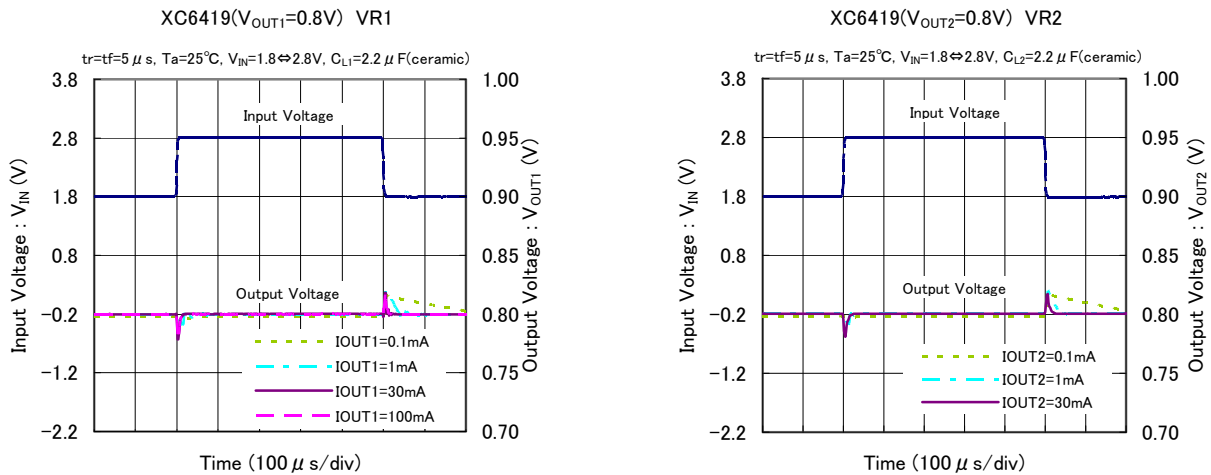 XC6419(VOUT1=0.8V) VR1
tr=tf=5μs, Ta=25℃, VIN=1.8⇔2.8V, CL1=2.2μF(ceramic)
3.8
2.8
1.8
0.8
-0.2
-1.2
-2.2
Input Voltage : VIN (V)
Input Voltage
Output Voltage
IOUT1=0.1mA
IOUT1=1mA
IOUT1=30mA
IOUT1=100mA
1.00
0.95
0.90
0.85
0.80
0.75
0.70
Output Voltage : VOUT1 (V)
Time (100μs/div)
XC6419(VOUT2=0.8V) VR2
tr=tf=5μs, Ta=25℃, VIN=1.8⇔2.8V, CL2=2.2μF(ceramic)
3.8
2.8
1.8
0.8
-0.2
-1.2
-2.2
Input Voltage : VIN (V)
Input Voltage
Output Voltage
IOUT2=0.1mA
IOUT2=1mA
IOUT2=30mA
1.00
0.95
0.90
0.85
0.80
0.75
0.70
Output Voltage : VOUT2 (V)
Time (100μs/div)